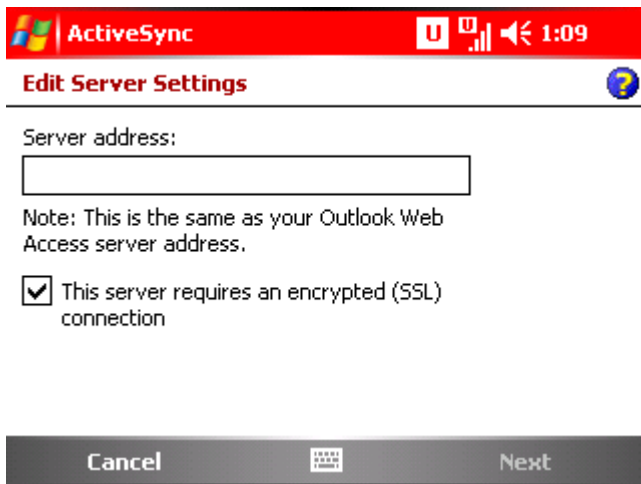 ActiveSync U U 1:09
Edit Server Settings ?
Server address:
Note: This is the same as your Outlook Web
Access server address.
This server requires an encrypted (SSL)
connection
Cancel Next